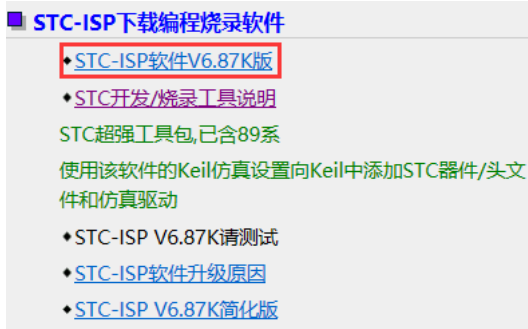 STC-ISP下载编程烧录软件
STC-ISP软件V6.87K版
STC开发/烧录工具说明
STC超强工具包,已含89系
使用该软件的Keil仿真设置向Keil中添加STC器件/头文
件和仿真驱动
STC-ISP V6.87K请测试
STC-ISP软件升级原因
STC-ISP V6.87K简化版